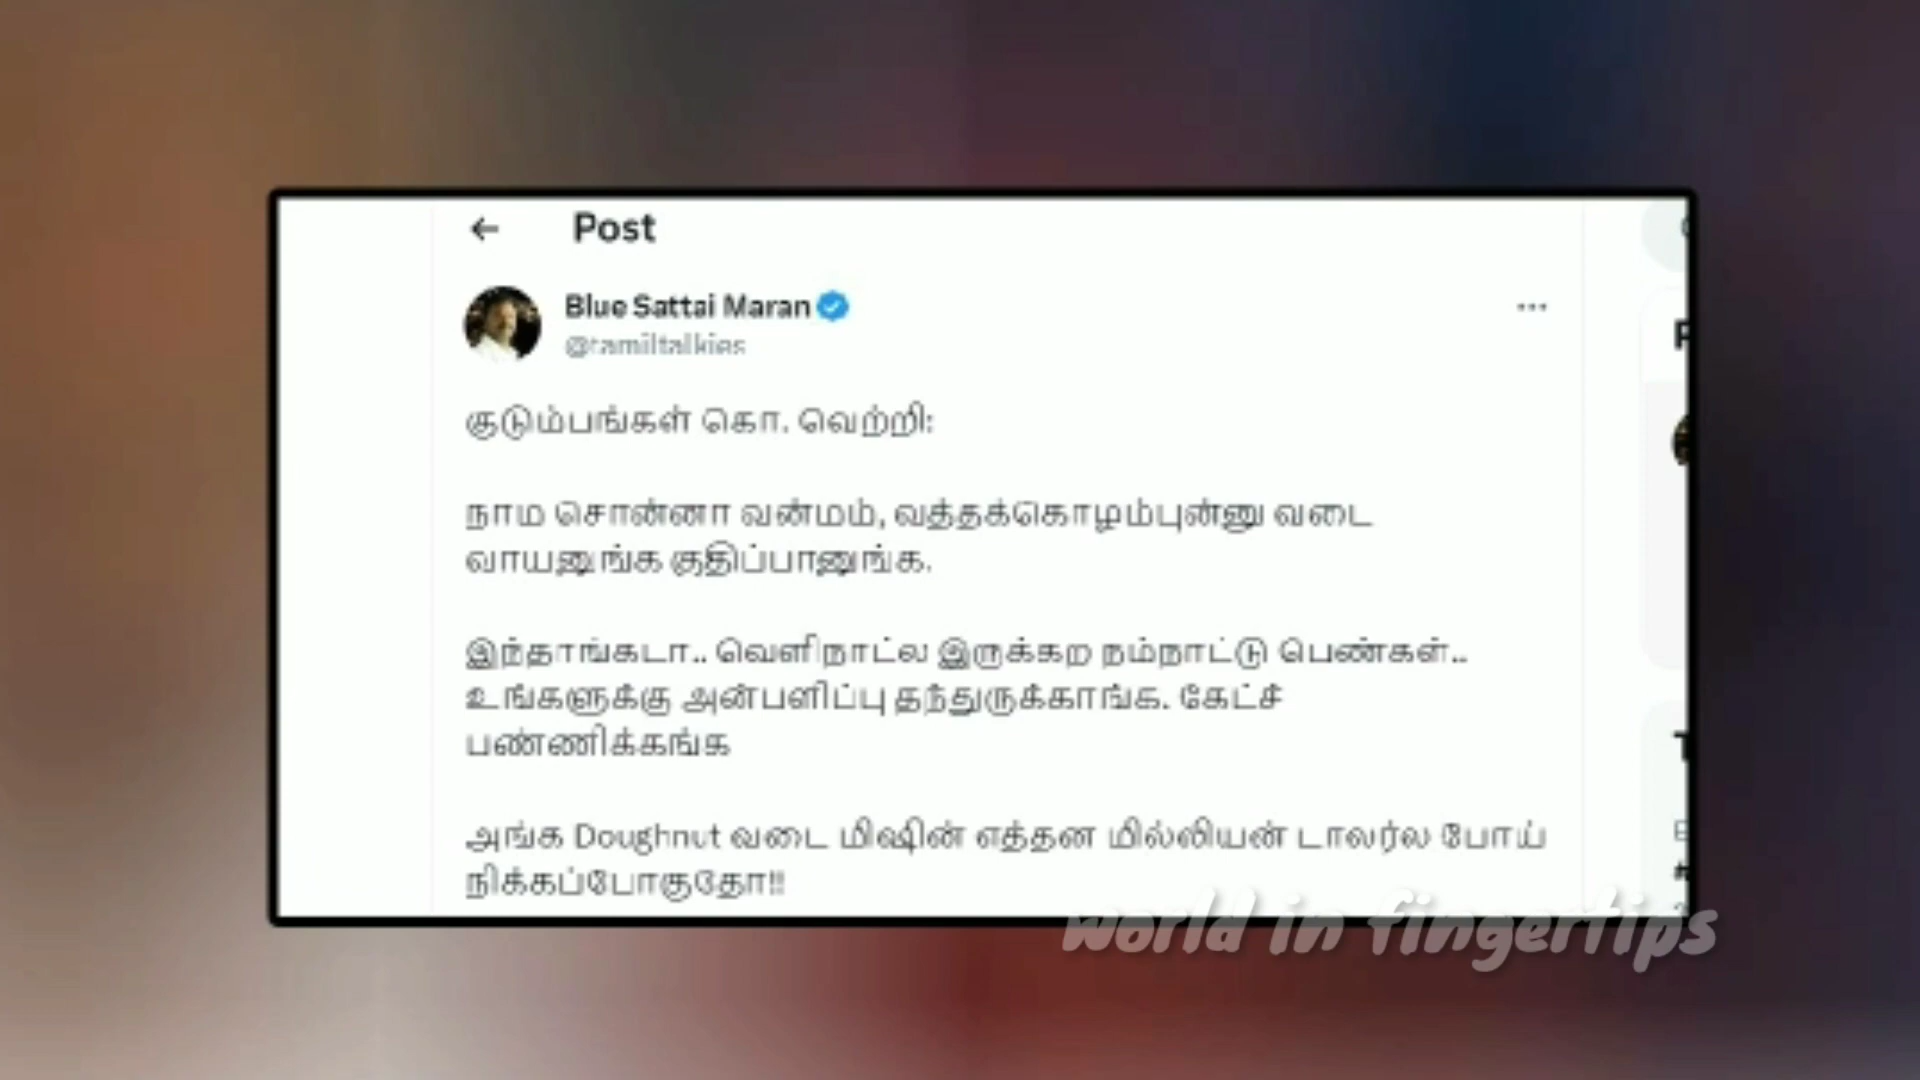 ← Post
Blue Sattai Maran
@tamiltalkies
குடும்பங்கள் கொ. வெற்றி:
நாம சொன்னா வன்மம், வத்தக்கொழம்புன்னு வடை
வாயனுங்க குதிப்பானுங்க.
இந்தாங்கடா.. வெளிநாட்ல இருக்கற நம்நாட்டு பெண்கள்..
உங்களுக்கு அன்பளிப்பு தந்துருக்காங்க. கேட்ச்
பண்ணிக்கங்க
அங்க Doughnut வடை மிஷின் எத்தன மில்லியன் டாலர்ல போய்
நிக்கப்போகுதோ!!
world in fingertips